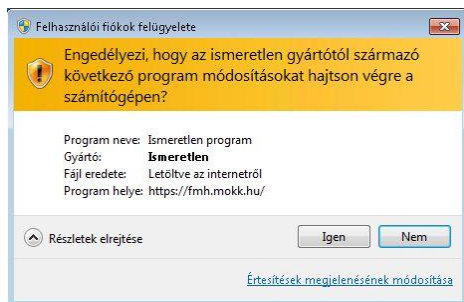 Felhasználói fiókok felügyelete
Engedélyezi, hogy az ismeretlen gyártótól származó
következő program módosításokat hajtson végre a
számítógépen?
Program neve: Ismeretlen program
Gyártó: Ismeretlen
Fájl eredete: Letöltve az internetről
Program helye: https://fmh.mokk.hu/
Részletek elrejtése
Igen
Nem
Értesítések megjelenésének módosítása